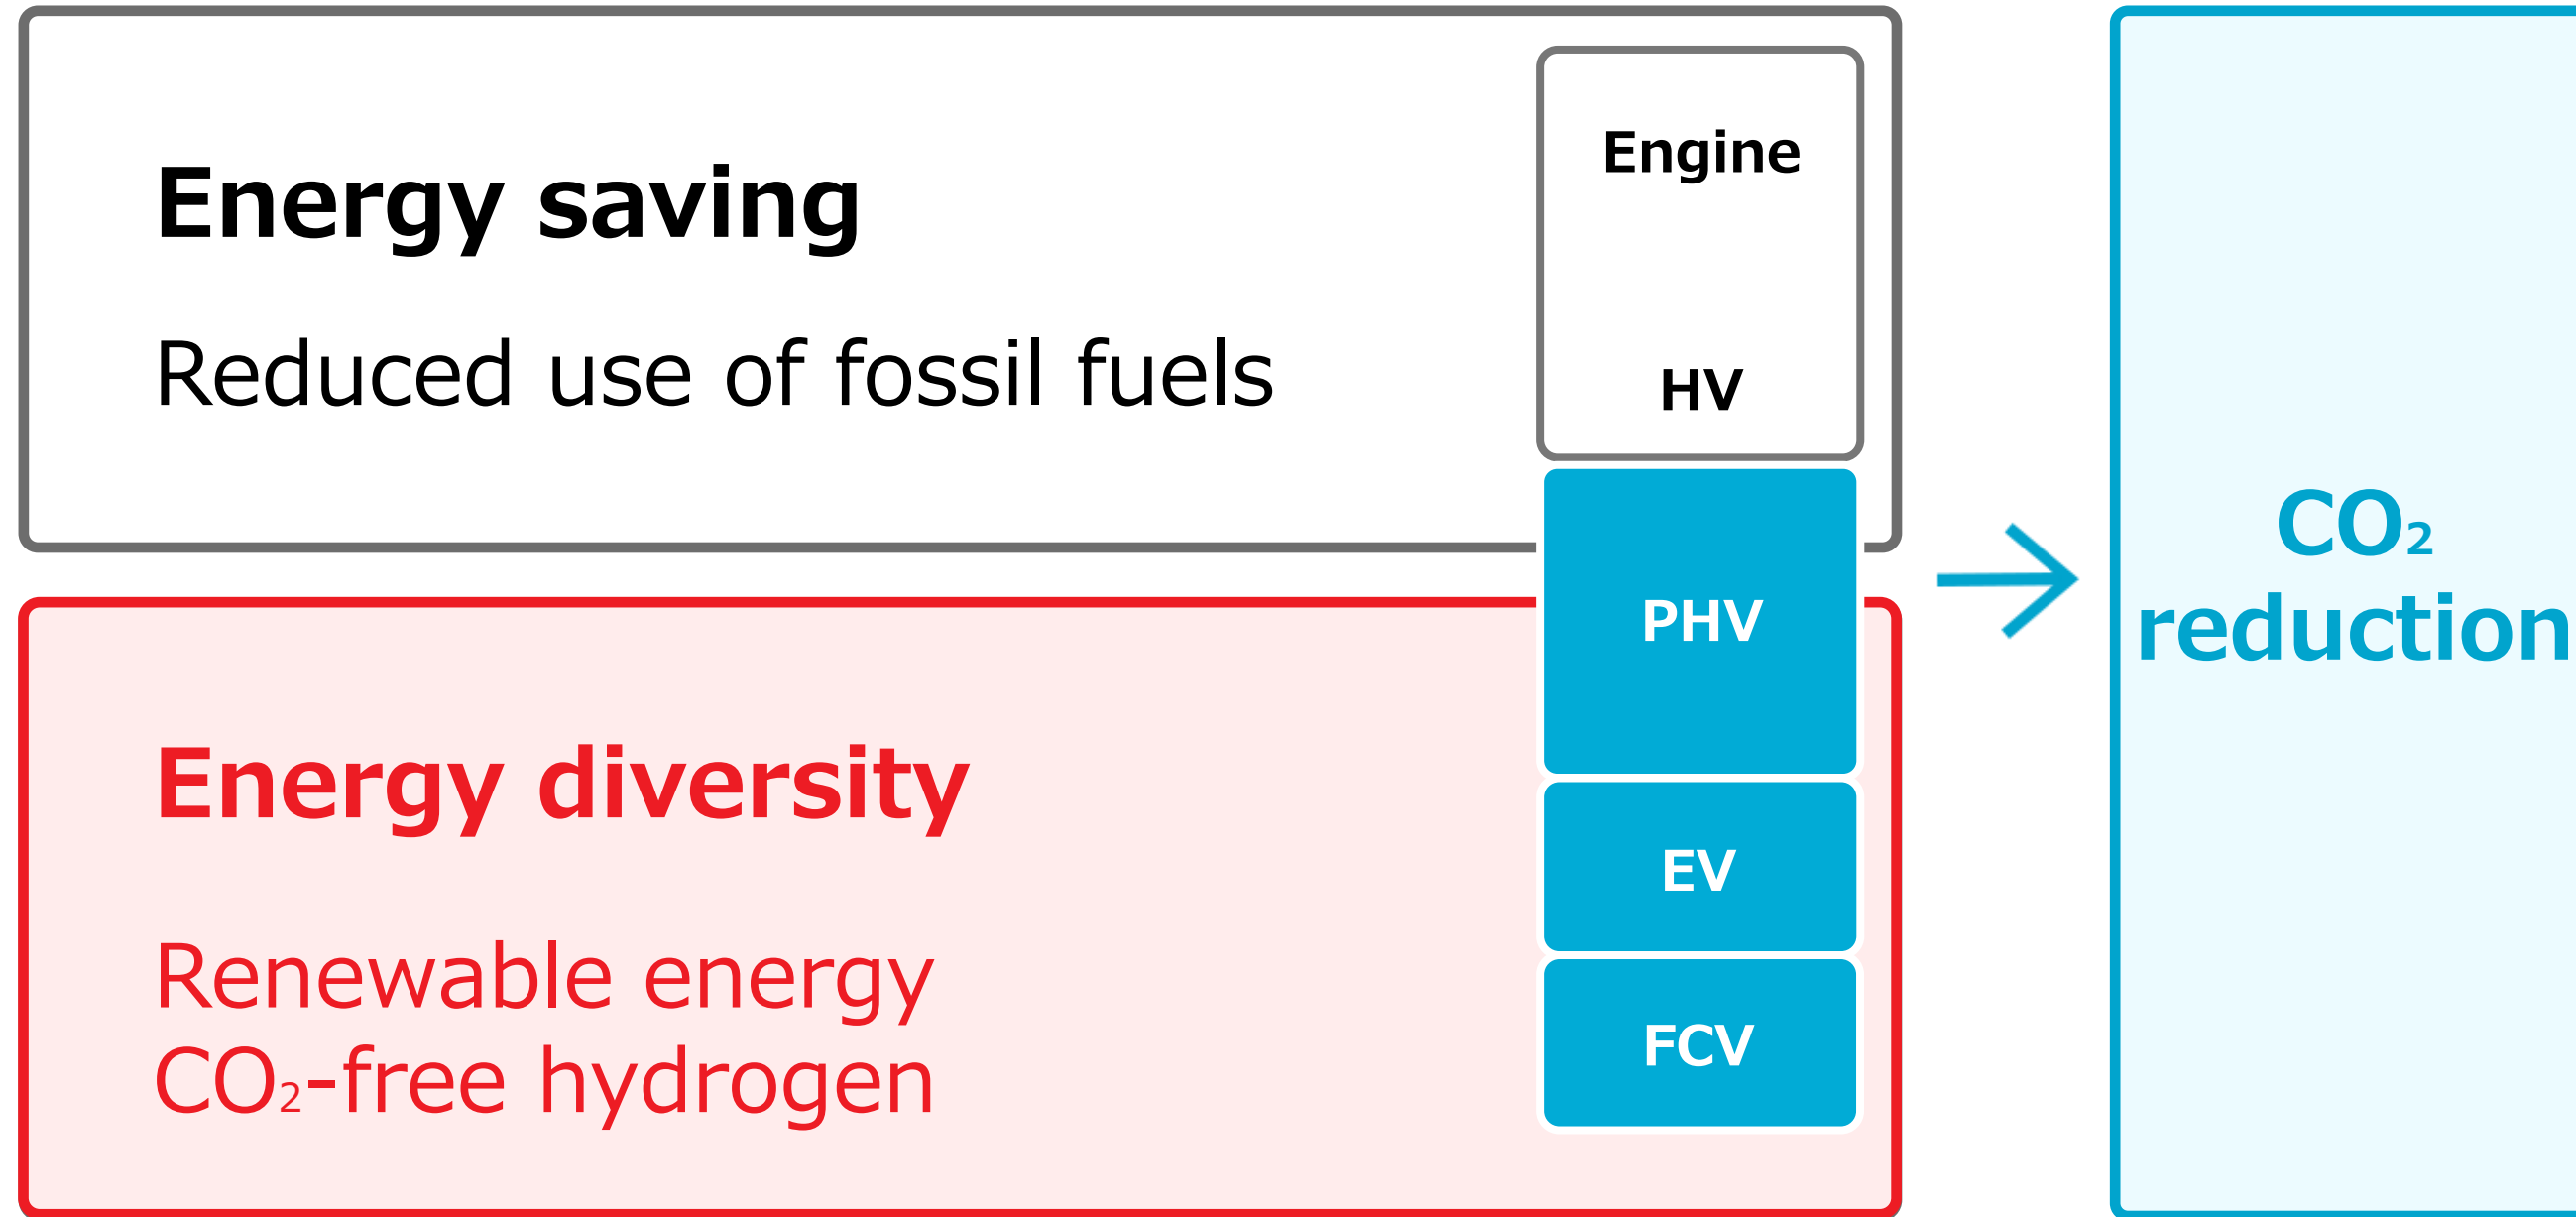 Energy saving
Reduced use of fossil fuels
Engine
HV
PHV
Energy diversity
Renewable energy
CO₂-free hydrogen
EV
FCV
CO₂
reduction